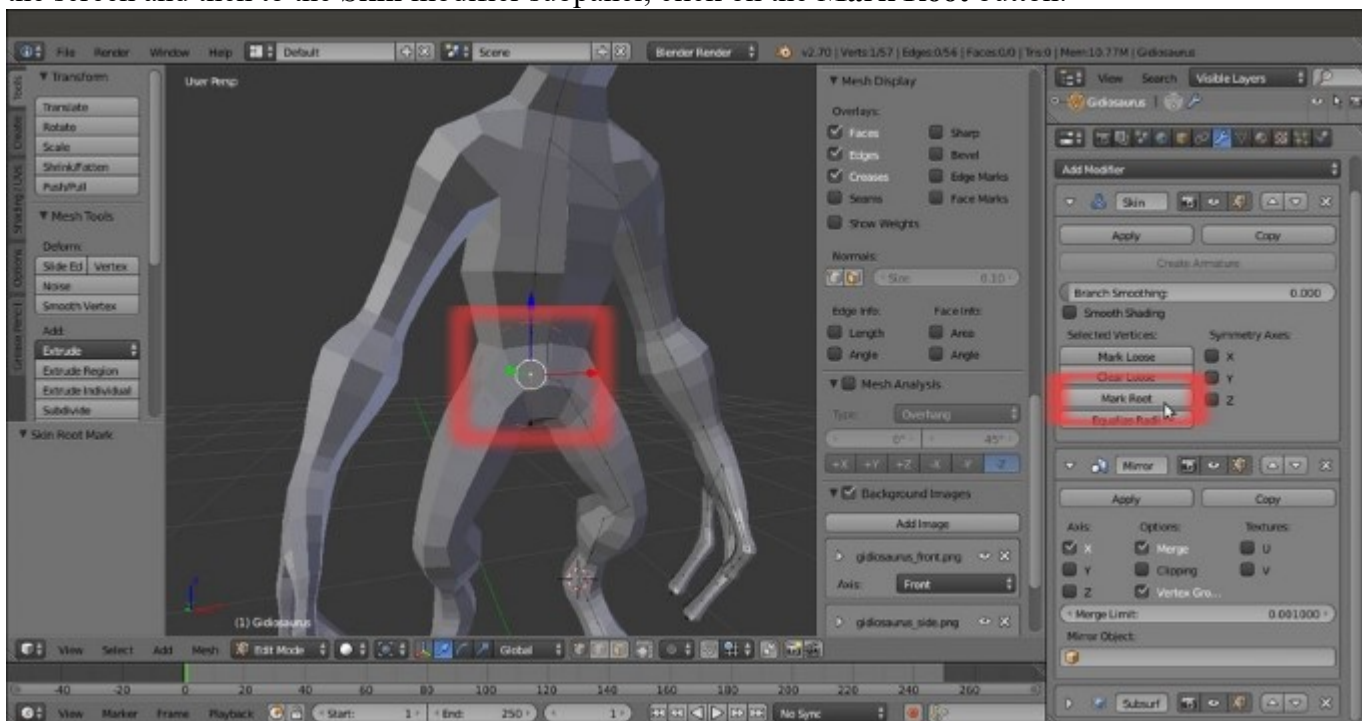 the screen and then to the Skin modifier subpanel, click on the Mark Root button:
File Render Window Help Default Scene Blender Render v2.70 | Verts:1/57 | Edges:0/56 | Faces:0/0 | Tris:0 | Mem:10.77M | Gidiosaurus
Tools
Create
Shading / UVs
Options
Grease Pencil
Transform
Translate
Rotate
Scale
Shrink/Fatten
Push/Pull
Mesh Tools
Deform:
Slide Ed Vertex
Noise
Smooth Vertex
Add:
Extrude
Extrude Region
Extrude Individual
Subdivide
Skin Root Mark
User Persp
(1) Gidiosaurus
Mesh Display
Overlays:
Faces Sharp
Edges Bevel
Creases Edge Marks
Seams Face Marks
Show Weights
Normals:
Size: 0.10
Edge Info: Face Info:
Length Area
Angle Angle
Mesh Analysis
Type: Overhang
0° 45°
+X +Y +Z -X -Y -Z
Background Images
Add Image
gidiosaurus_front.png
Axis: Front
gidiosaurus_side.png
View Search Visible Layers
Gidiosaurus
Add Modifier
Skin
Apply Copy
Create Armature
Branch Smoothing: 0.000
Smooth Shading
Selected Vertices: Symmetry Axes:
Mark Loose X
Clear Loose Y
Mark Root Z
Equalize Radii
Mirror
Apply Copy
Axis: Options: Textures:
X Merge U
Y Clipping V
Z Vertex Gro...
Merge Limit: 0.001000
Mirror Object:
Subsurf
View Select Add Mesh Edit Mode Global
-40 -20 0 20 40 60 80 100 120 140 160 180 200 220 240 260
View Marker Frame Playback Start: 1 End: 250 1 No Sync